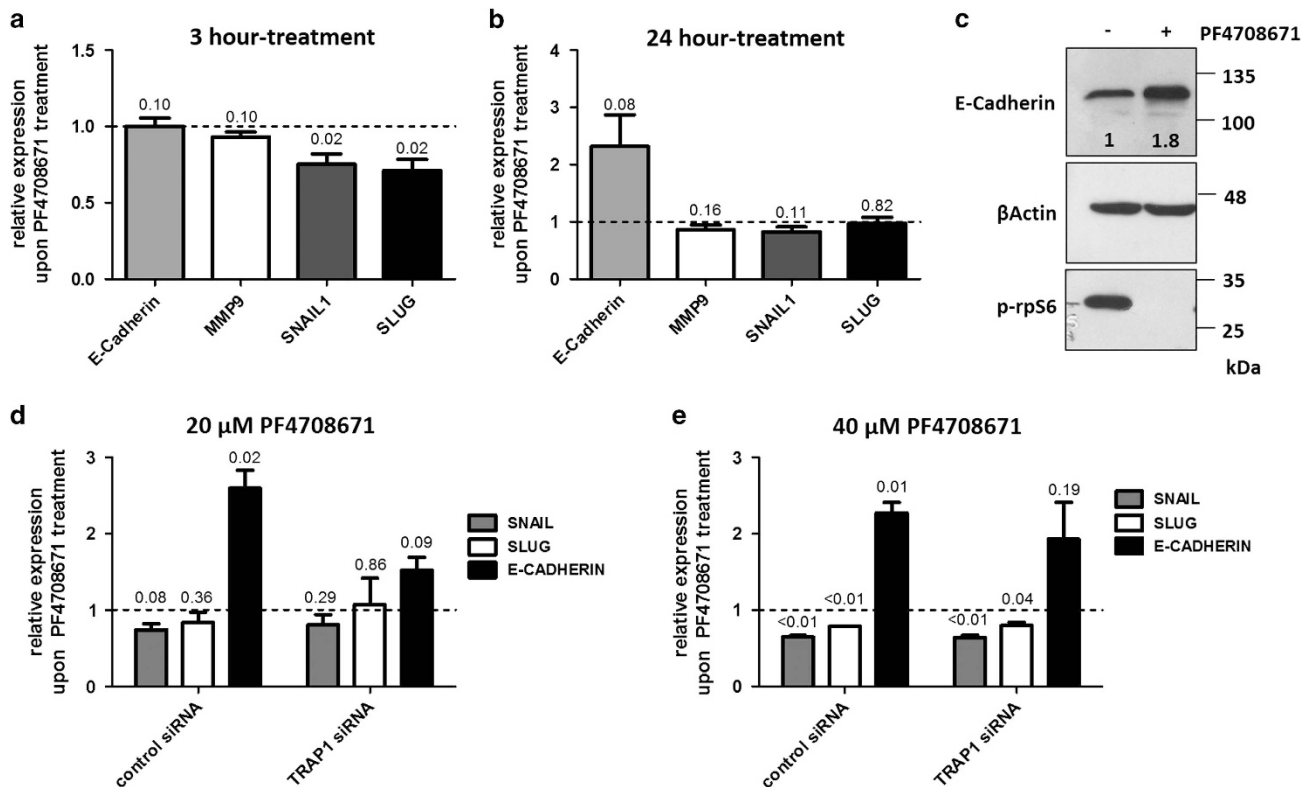 a
3 hour-treatment
relative expression
upon PF4708671 treatment
1.5
1.0
0.5
0.0
0.10
0.10
0.02
0.02
E-Cadherin
MMP9
SNAIL1
SLUG
b
24 hour-treatment
relative expression
upon PF4708671 treatment
4
3
2
1
0
0.08
0.16
0.11
0.82
E-Cadherin
MMP9
SNAIL1
SLUG
c
- + PF4708671
E-Cadherin
135
100
1 1.8
βActin
48
p-rpS6
35
25
kDa
d
20 µM PF4708671
relative expression
upon PF4708671 treatment
3
2
1
0
0.08
0.36
0.02
0.29
0.86
0.09
control siRNA
TRAP1 siRNA
SNAIL
SLUG
E-CADHERIN
e
40 µM PF4708671
relative expression
upon PF4708671 treatment
3
2
1
0
<0.01
<0.01
0.01
<0.01
0.04
0.19
control siRNA
TRAP1 siRNA
SNAIL
SLUG
E-CADHERIN